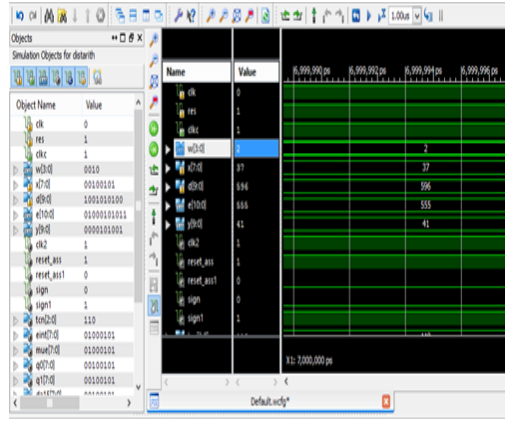 1.00us
Objects
Simulation Objects for distarith
Object Name Value
clk 0
res 1
clkc 1
w[3:0] 0010
x[7:0] 00100101
d[9:0] 1001010100
e[10:0] 01000101011
y[9:0] 0000101001
clk2 1
reset_ass 1
reset_ass1 0
sign 0
sign1 1
tcn[2:0] 110
eint[7:0] 01000101
mue[7:0] 01000101
q0[7:0] 00100101
q1[7:0] 00100101
Name Value
clk 0
res 1
clkc 1
w[3:0] 2
x[7:0] 37
d[9:0] 596
e[10:0] 555
y[9:0] 41
clk2 1
reset_ass 1
reset_ass1 0
sign 0
sign1 1
6,999,990 ps 6,999,992 ps 6,999,994 ps 6,999,996 ps
2
37
596
555
41
X1: 7,000,000 ps
Default.wcfg*